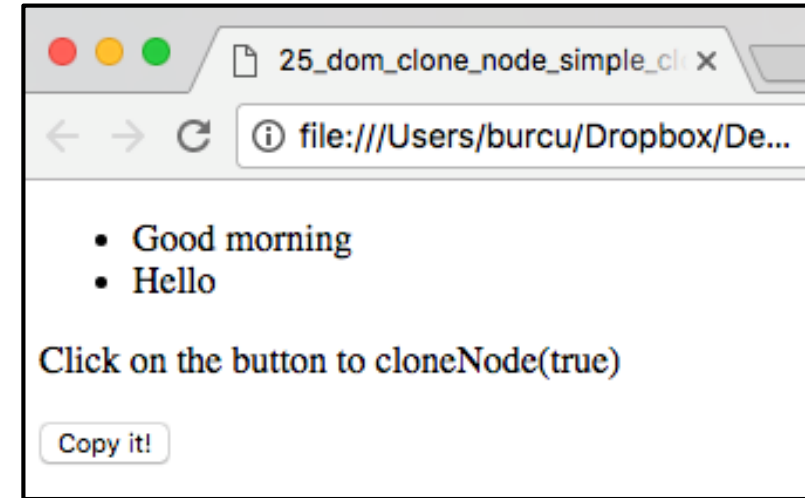 25_dom_clone_node_simple_cl
file:///Users/burcu/Dropbox/De...
• Good morning
• Hello
Click on the button to cloneNode(true)
Copy it!